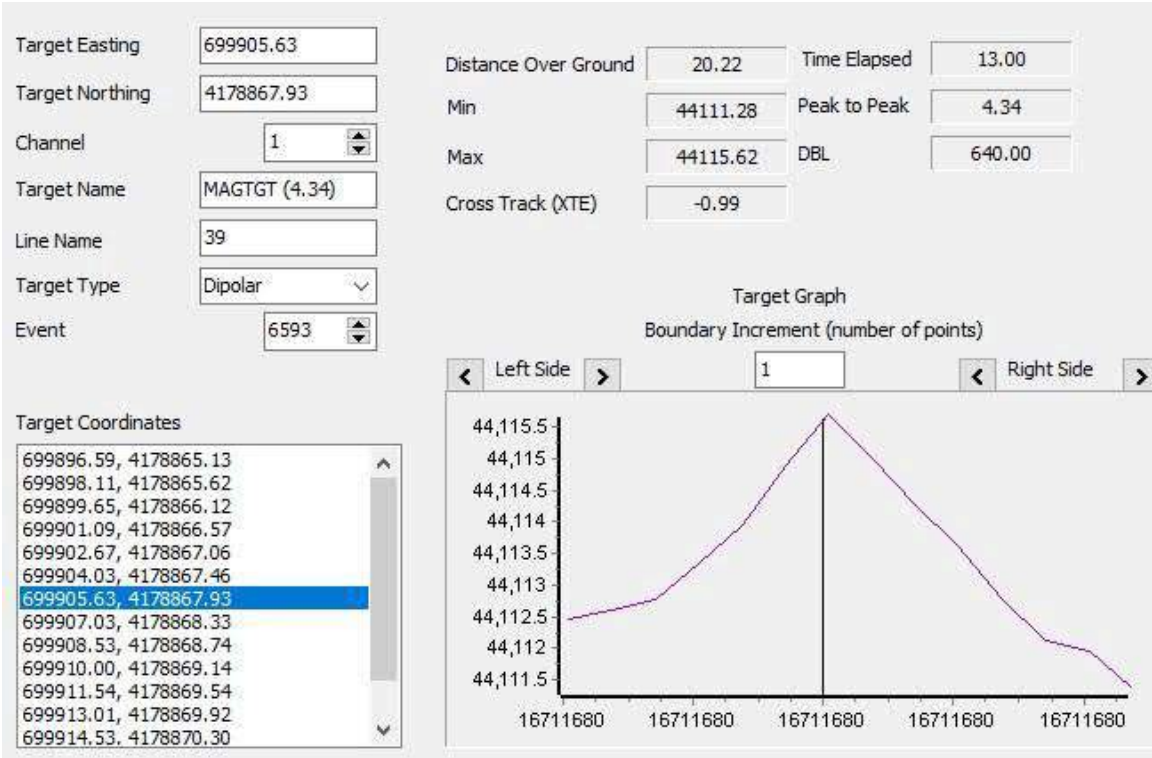 Target Easting 699905.63
Target Northing 4178867.93
Channel 1
Target Name MAGTGT (4.34)
Line Name 39
Target Type Dipolar
Event 6593
Distance Over Ground 20.22 Time Elapsed 13.00
Min 44111.28 Peak to Peak 4.34
Max 44115.62 DBL 640.00
Cross Track (XTE) -0.99
Target Graph
Boundary Increment (number of points)
Left Side 1 Right Side
Target Coordinates
699896.59, 4178865.13
699898.11, 4178865.62
699899.65, 4178866.12
699901.09, 4178866.57
699902.67, 4178867.06
699904.03, 4178867.46
699905.63, 4178867.93
699907.03, 4178868.33
699908.53, 4178868.74
699910.00, 4178869.14
699911.54, 4178869.54
699913.01, 4178869.92
699914.53, 4178870.30
44,115.5
44,115
44,114.5
44,114
44,113.5
44,113
44,112.5
44,112
44,111.5
16711680 16711680 16711680 16711680 16711680